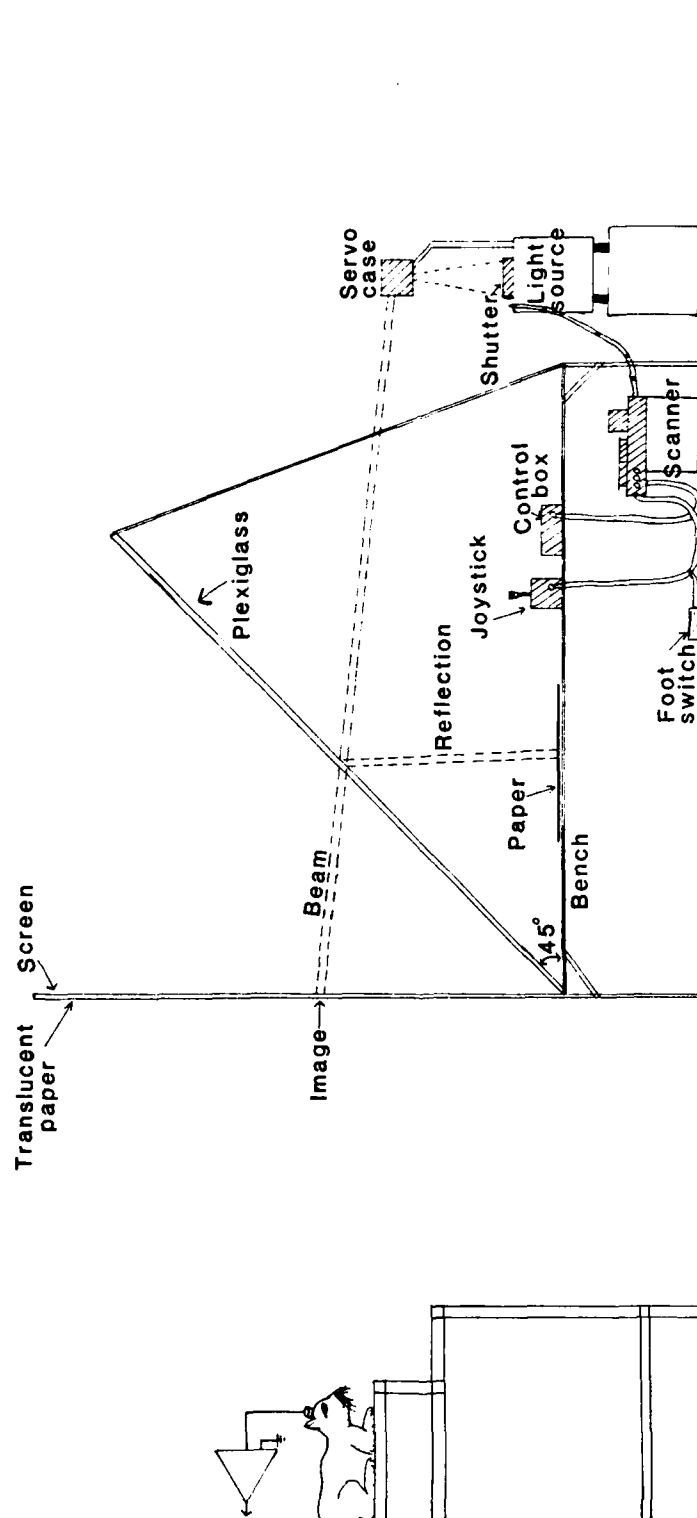 Translucent
paper
Screen
Image
Beam
45°
Bench
Paper
Reflection
Plexiglass
Joystick
Control
box
Foot
switch
Scanner
Shutter
Light
source
Servo
case